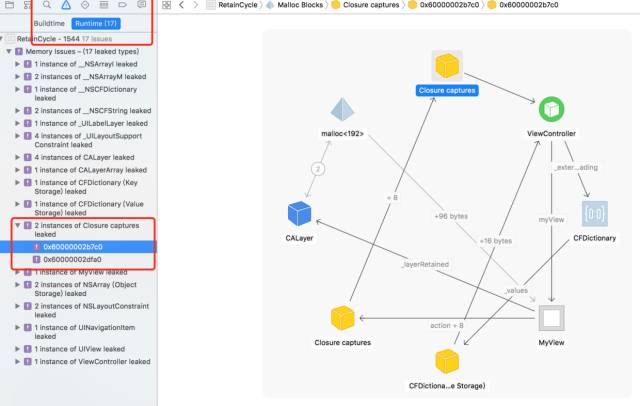 Buildtime
Runtime (17)
RetainCycle - 1544 17 Issues
Memory Issues – (17 leaked types)
1 instance of __NSArrayI leaked
2 instances of __NSArrayM leaked
1 instance of __NSCFDictionary
leaked
2 instances of __NSCFString leaked
1 instance of _UILabelLayer leaked
4 instances of _UILayoutSupport
Constraint leaked
4 instances of CALayer leaked
1 instance of CALayerArray leaked
1 instance of CFDictionary (Key
Storage) leaked
1 instance of CFDictionary (Value
Storage) leaked
2 instances of Closure captures
leaked
0x60000002b7c0
0x60000002dfa0
1 instance of MyView leaked
2 instances of NSArray (Object
Storage) leaked
2 instances of NSLayoutConstraint
leaked
1 instance of UINavigationItem
leaked
1 instance of UIView leaked
1 instance of ViewController leaked
RetainCycle
Malloc Blocks
Closure captures
0x60000002b7c0
0x60000002b7c0
Closure captures
malloc<192>
ViewController
_exter...ading
2
+ 8
+96 bytes
myView
+16 bytes
CALayer
CFDictionary
_layerRetained
_values
action + 8
Closure captures
MyView
CFDictiona...e Storage)